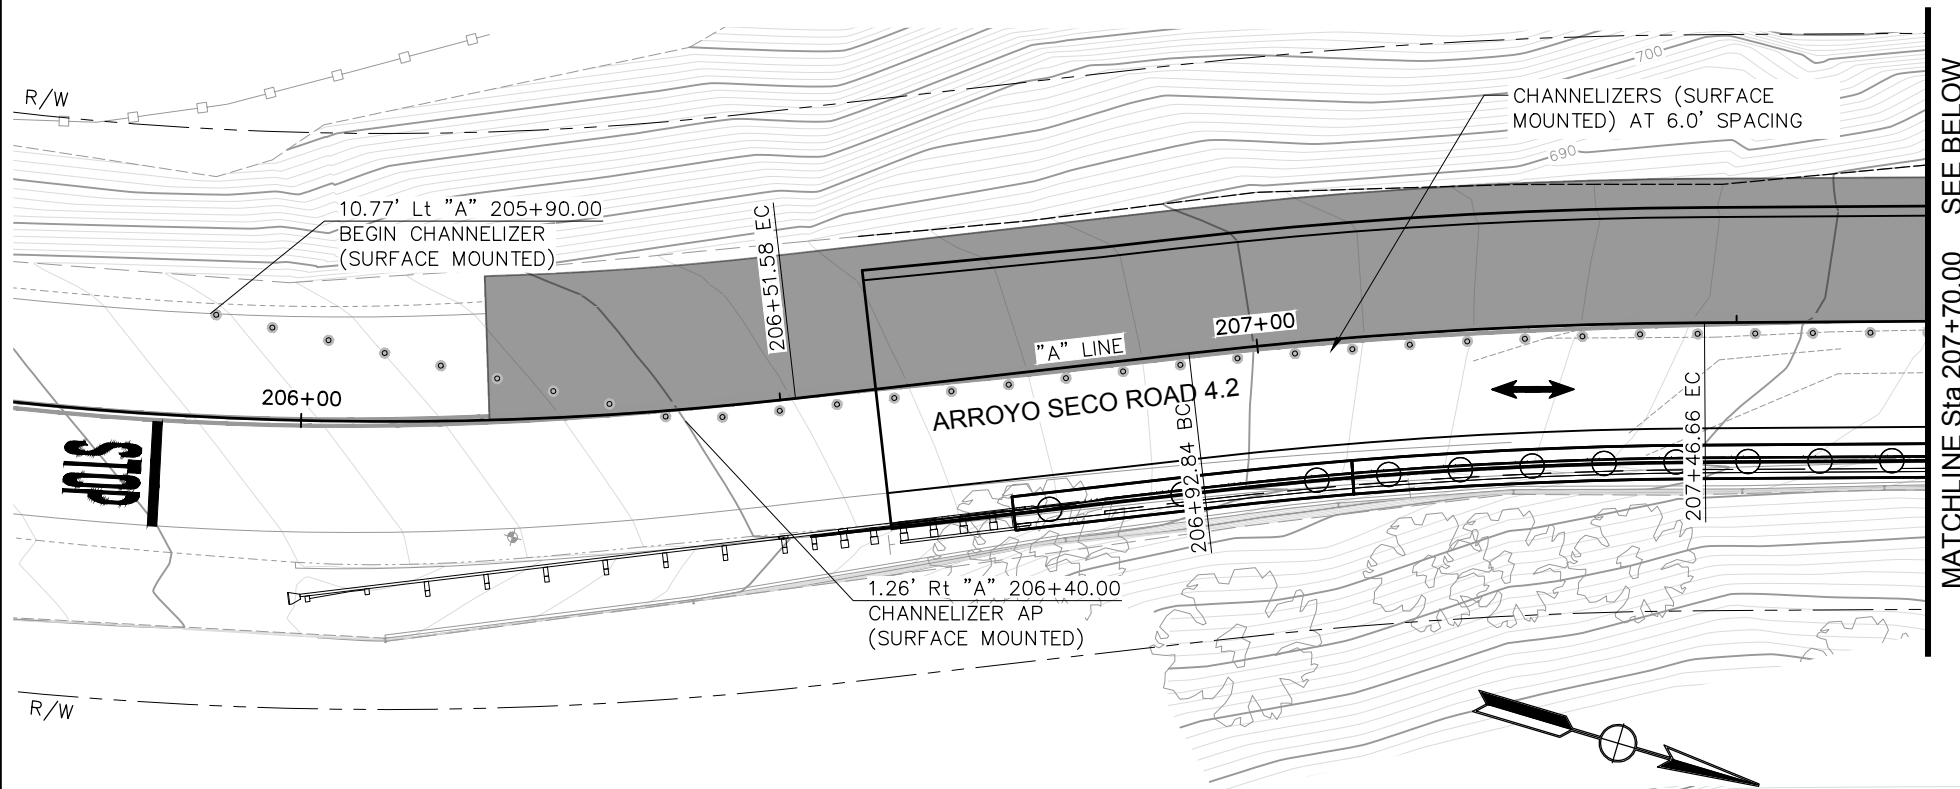 R/W
10.77' Lt "A" 205+90.00
BEGIN CHANNELIZER
(SURFACE MOUNTED)
206+51.58 EC
700
CHANNELIZERS (SURFACE
MOUNTED) AT 6.0' SPACING
690
207+00
"A" LINE
206+00
ARROYO SECO ROAD 4.2
STOP
206+92.84 BC
207+46.66 EC
1.26' Rt "A" 206+40.00
CHANNELIZER AP
(SURFACE MOUNTED)
R/W
MATCHLINE Sta 207+70.00 SEE BELOW